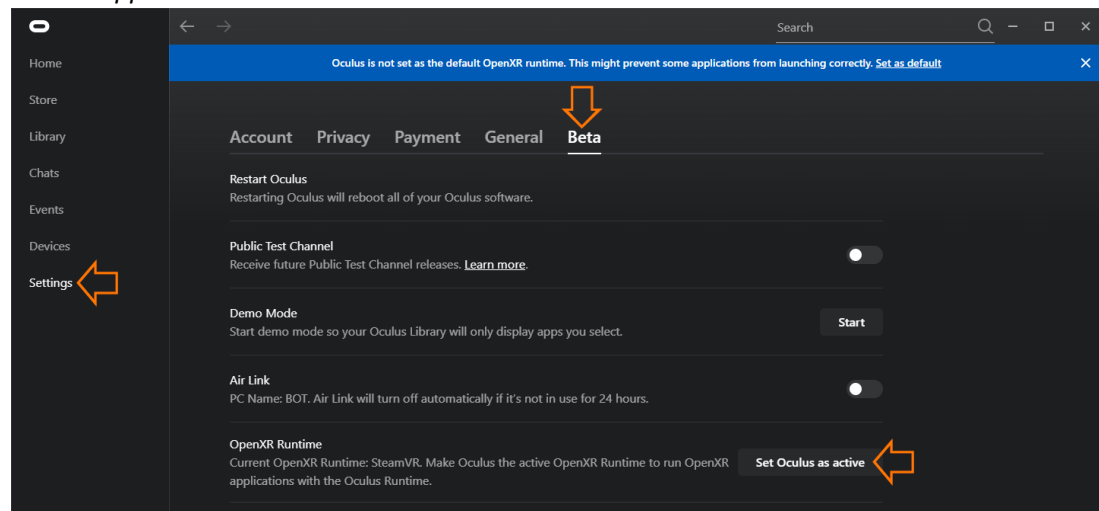 Search
Home
Oculus is not set as the default OpenXR runtime. This might prevent some applications from launching correctly. Set as default
Store
Library
Account Privacy Payment General Beta
Chats
Restart Oculus
Restarting Oculus will reboot all of your Oculus software.
Events
Devices
Public Test Channel
Receive future Public Test Channel releases. Learn more.
Settings
Demo Mode
Start demo mode so your Oculus Library will only display apps you select.
Start
Air Link
PC Name: BOT. Air Link will turn off automatically if it's not in use for 24 hours.
OpenXR Runtime
Current OpenXR Runtime: SteamVR. Make Oculus the active OpenXR Runtime to run OpenXR
applications with the Oculus Runtime.
Set Oculus as active